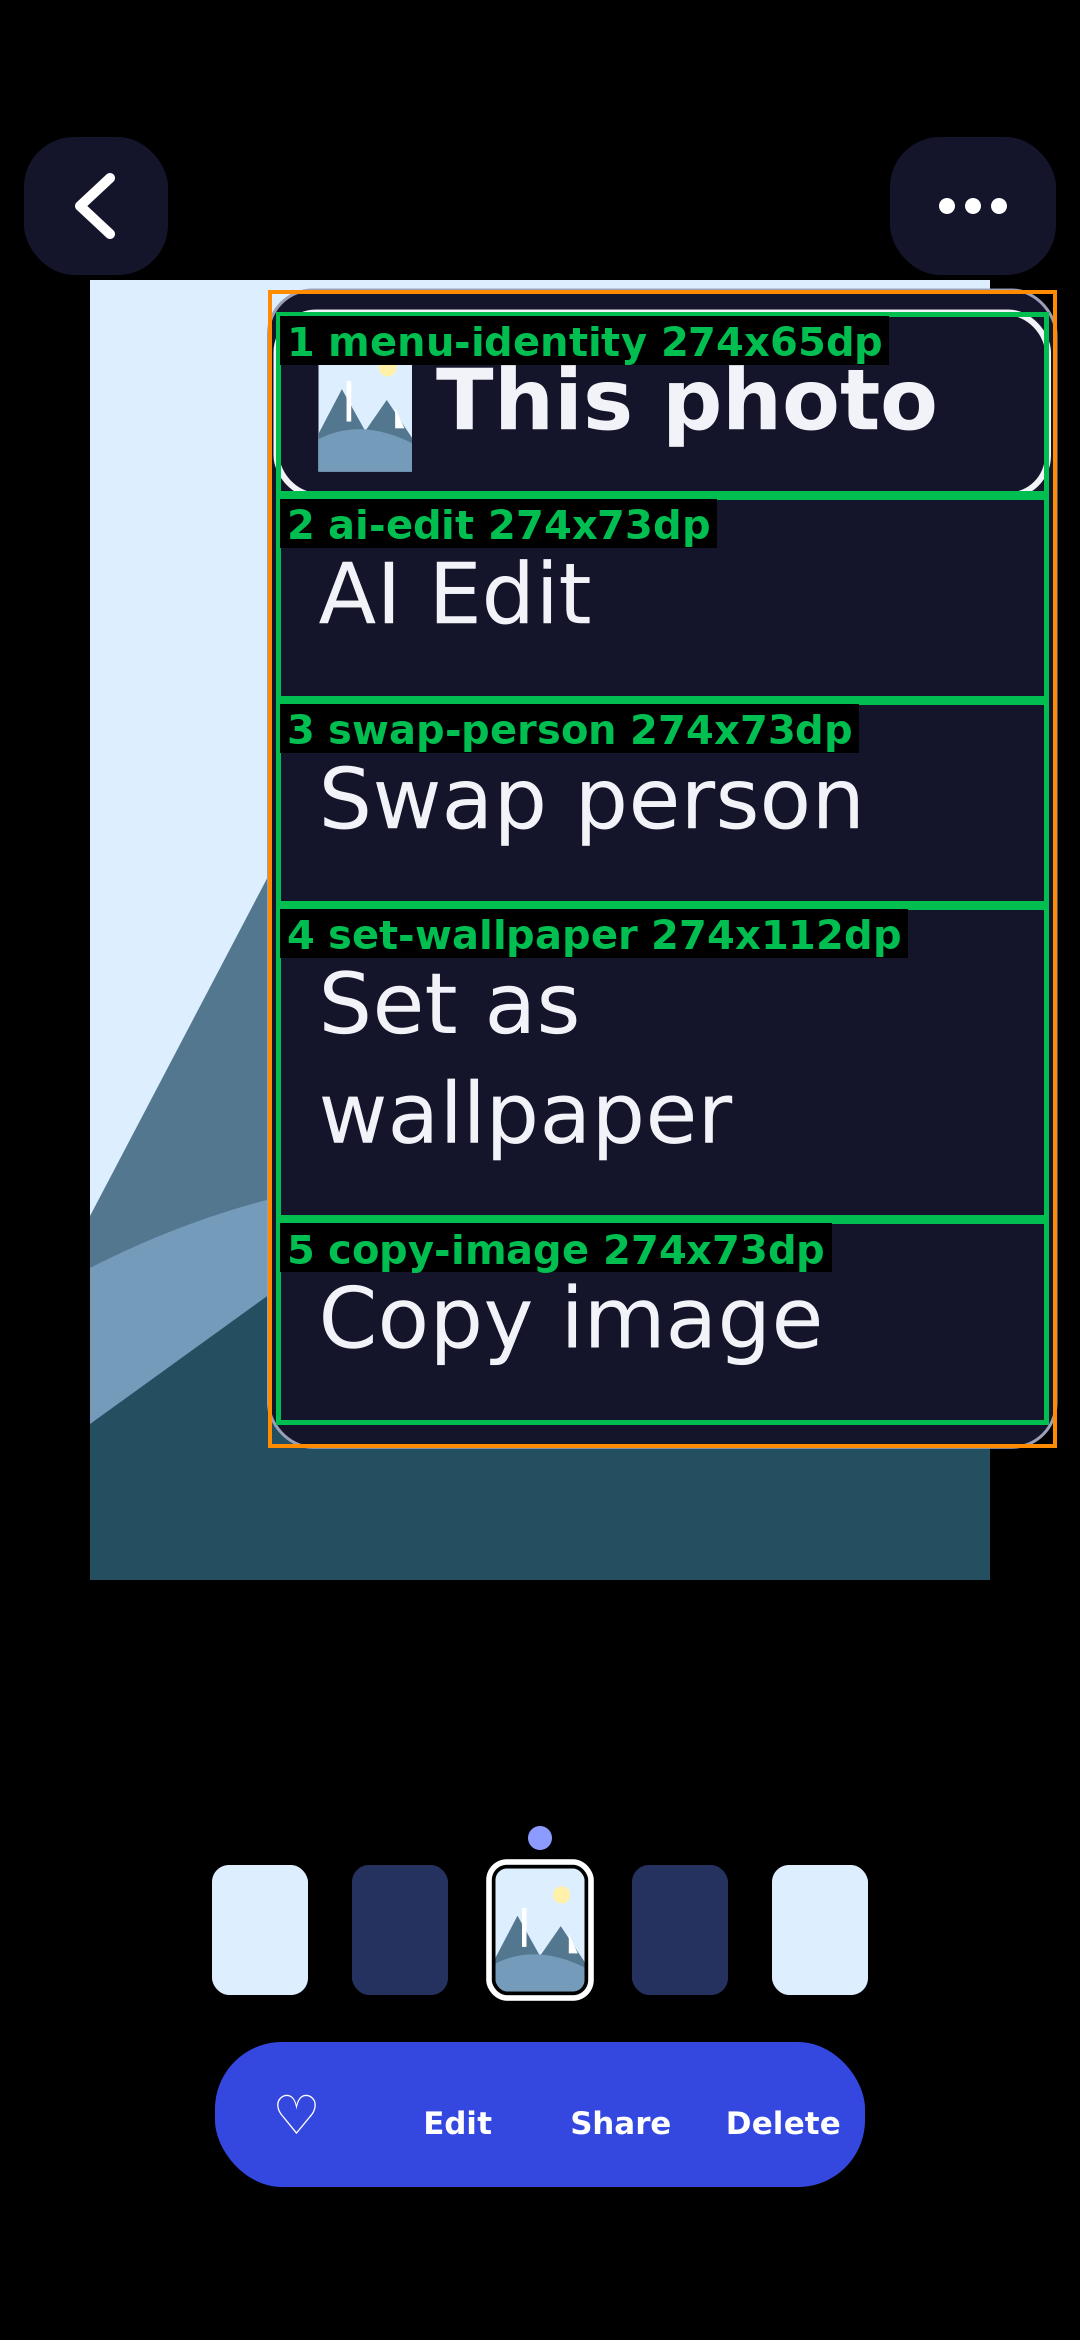 1 menu-identity 274x65dp
This photo
2 ai-edit 274x73dp
AI Edit
3 swap-person 274x73dp
Swap person
4 set-wallpaper 274x112dp
Set as
wallpaper
5 copy-image 274x73dp
Copy image
♡ Edit Share Delete